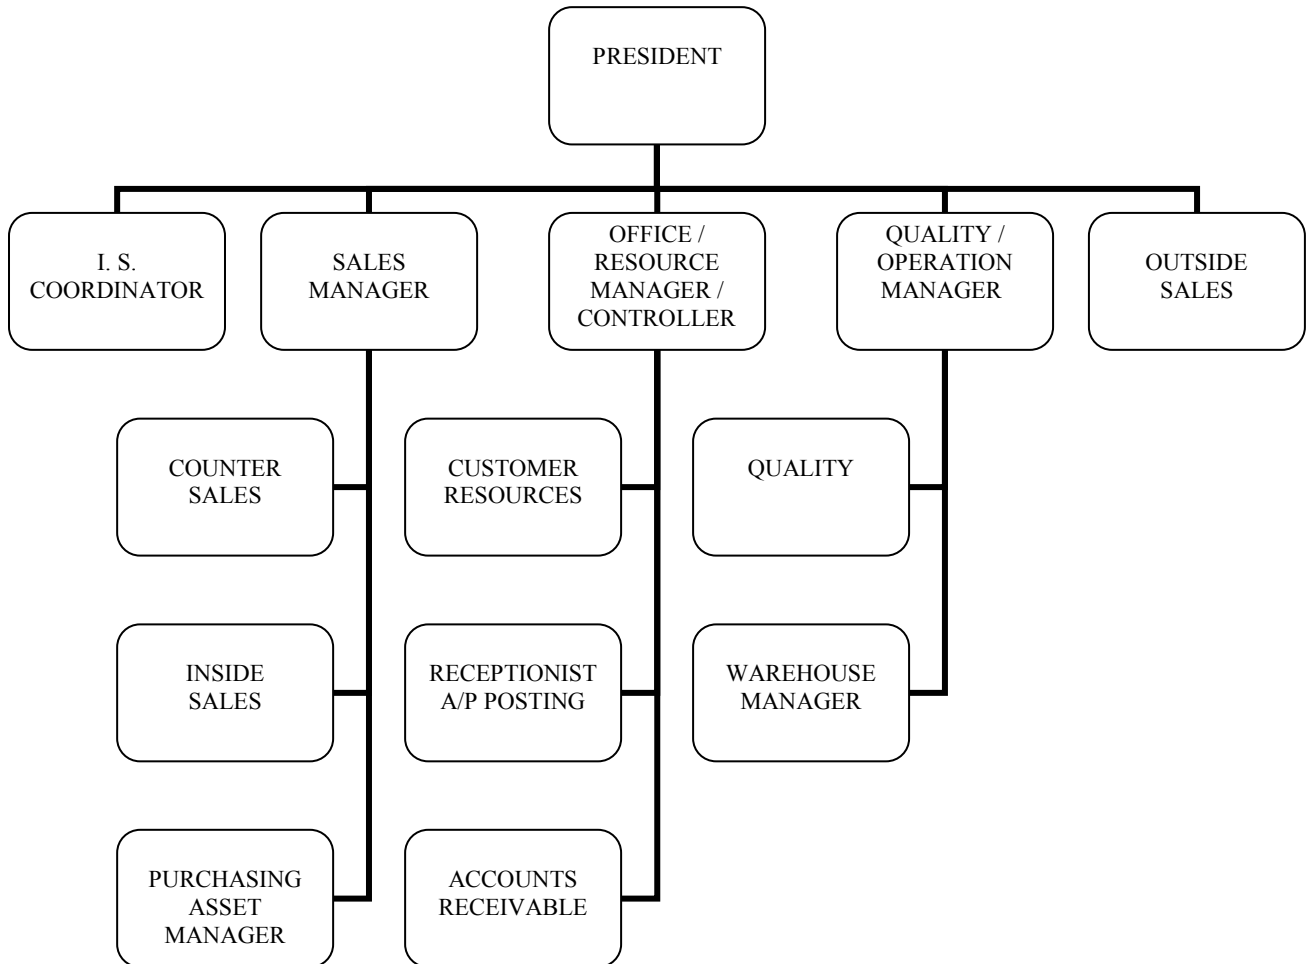 PRESIDENT
I. S.
COORDINATOR
SALES
MANAGER
OFFICE /
RESOURCE
MANAGER /
CONTROLLER
QUALITY /
OPERATION
MANAGER
OUTSIDE
SALES
COUNTER
SALES
CUSTOMER
RESOURCES
QUALITY
INSIDE
SALES
RECEPTIONIST
A/P POSTING
WAREHOUSE
MANAGER
PURCHASING
ASSET
MANAGER
ACCOUNTS
RECEIVABLE